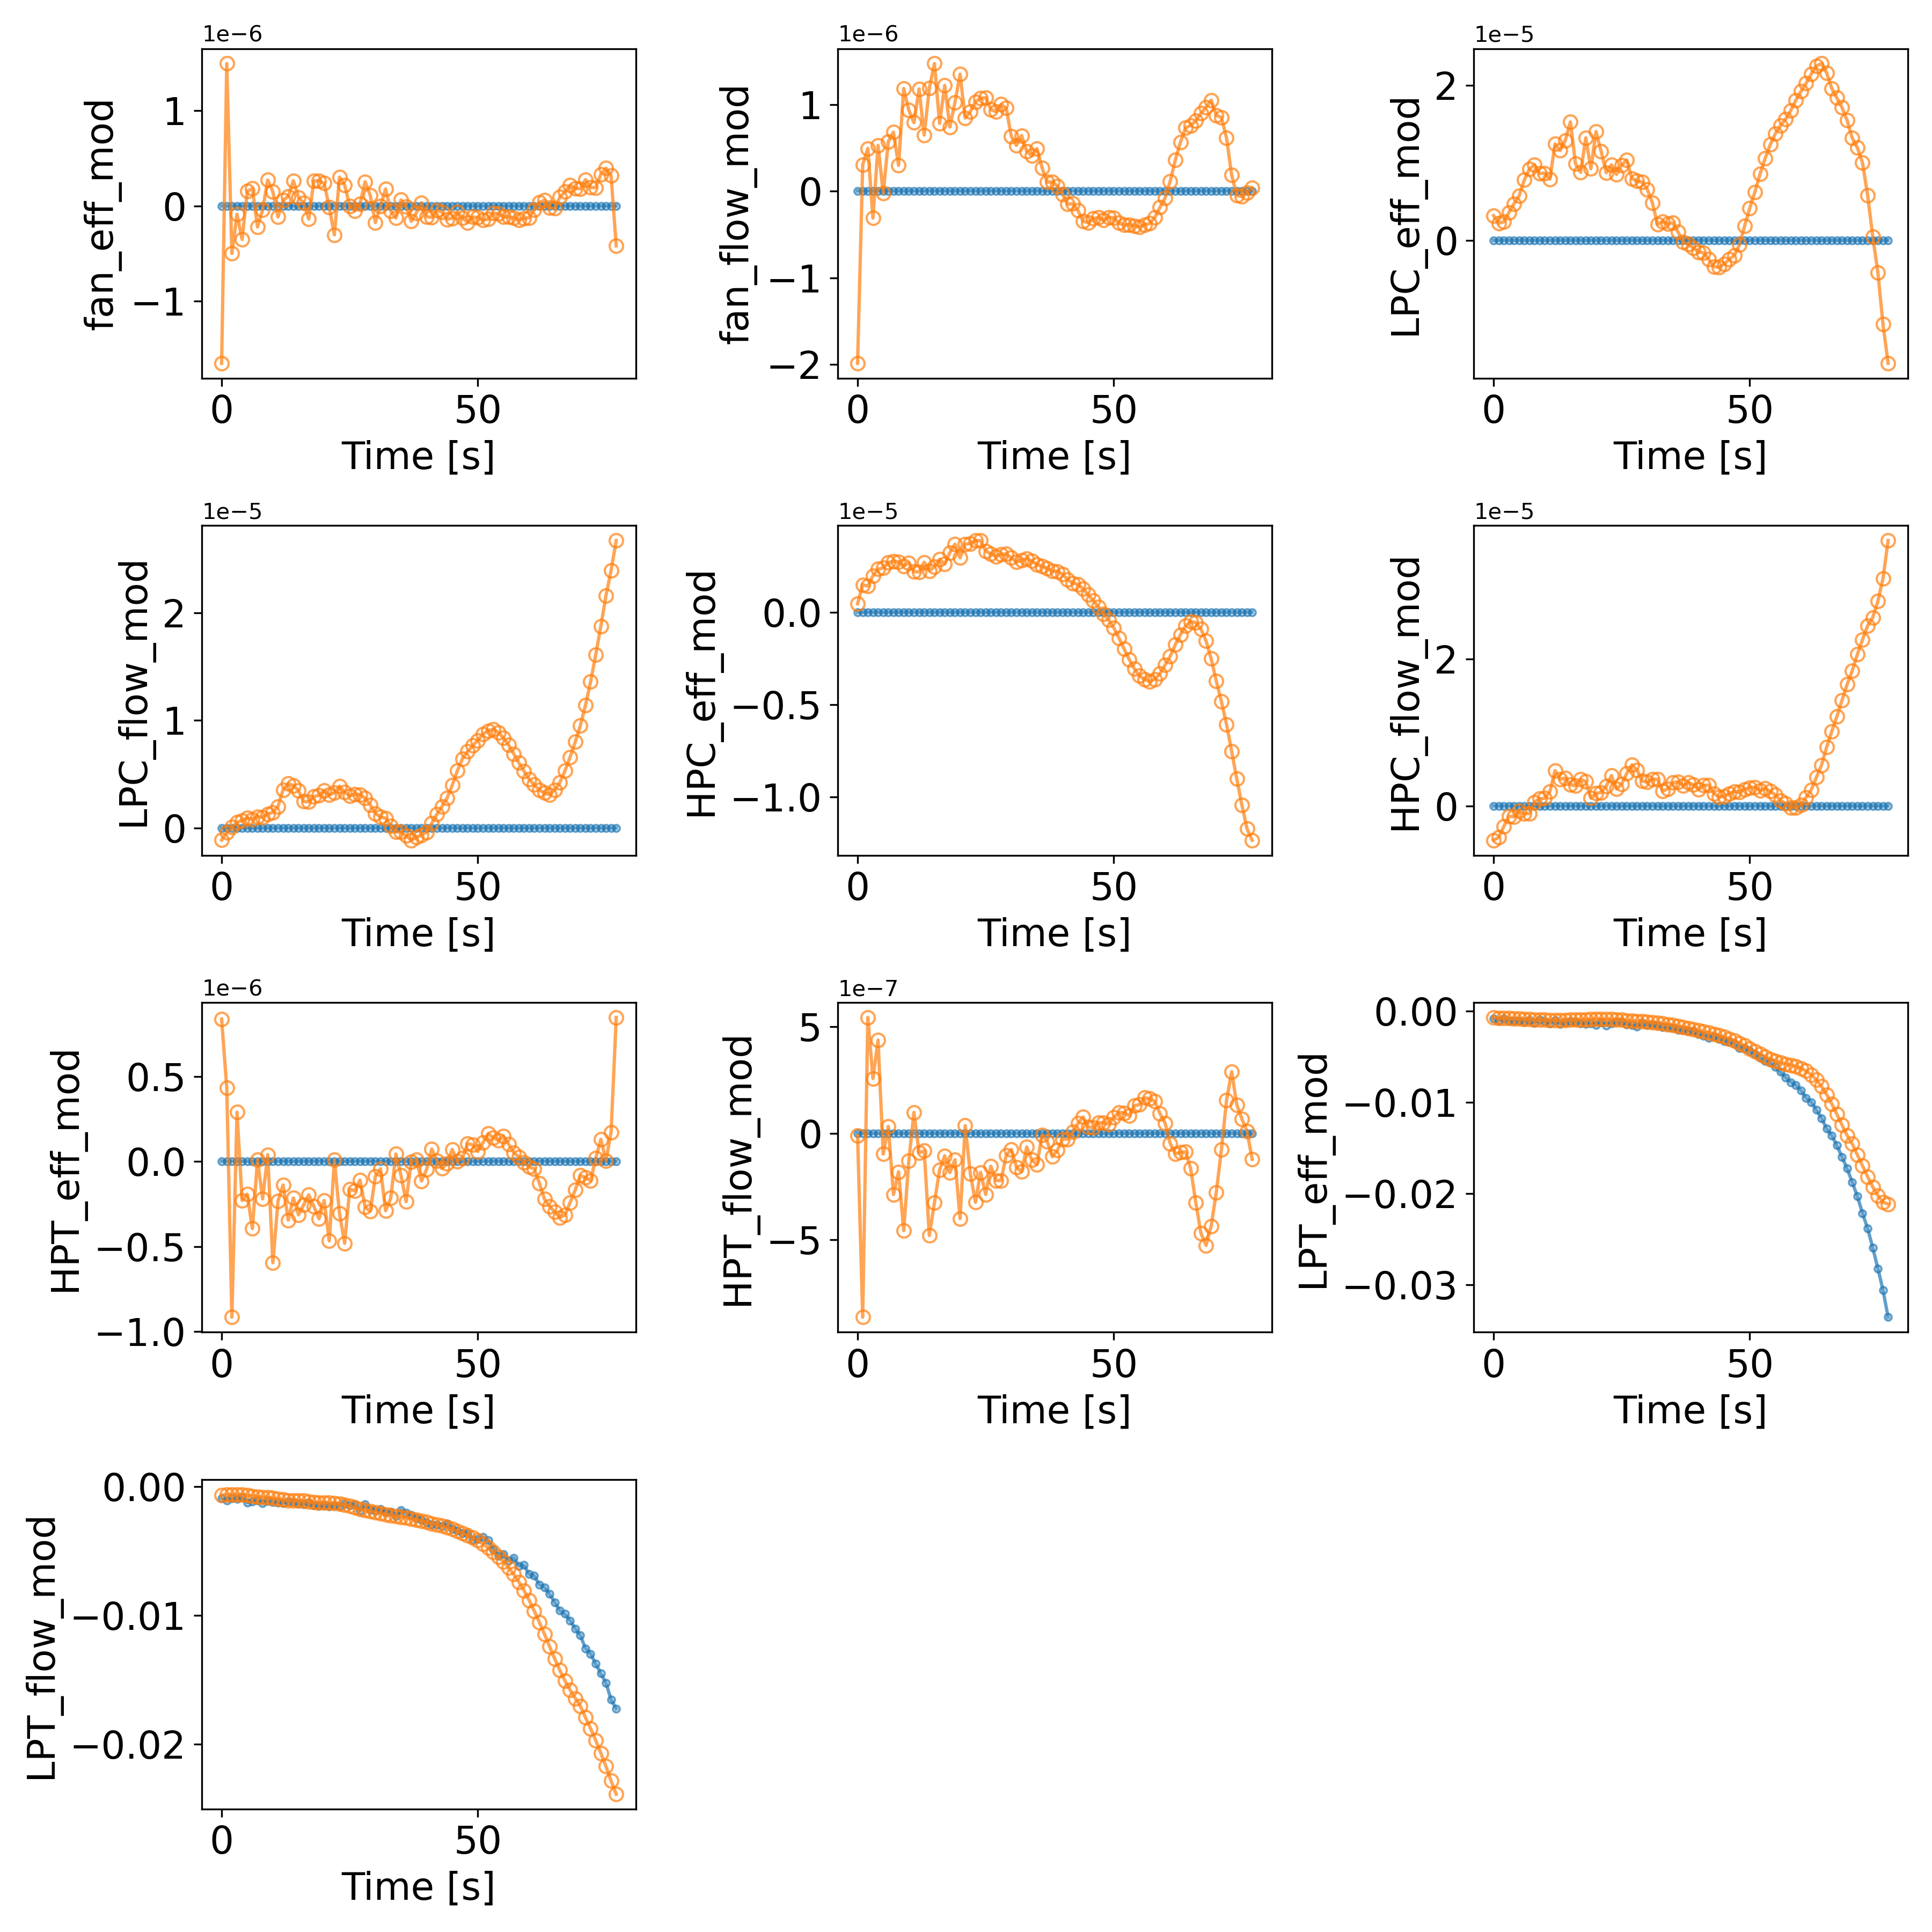 1e−6
1
0
−1
fan_eff_mod
0 50
Time [s]
1e−6
1
0
−1
−2
fan_flow_mod
0 50
Time [s]
1e−5
2
0
LPC_eff_mod
0 50
Time [s]
1e−5
2
1
0
LPC_flow_mod
0 50
Time [s]
1e−5
0.0
−0.5
−1.0
HPC_eff_mod
0 50
Time [s]
1e−5
2
0
HPC_flow_mod
0 50
Time [s]
1e−6
0.5
0.0
−0.5
−1.0
HPT_eff_mod
0 50
Time [s]
1e−7
5
0
−5
HPT_flow_mod
0 50
Time [s]
0.00
−0.01
−0.02
−0.03
LPT_eff_mod
0 50
Time [s]
0.00
−0.01
−0.02
LPT_flow_mod
0 50
Time [s]